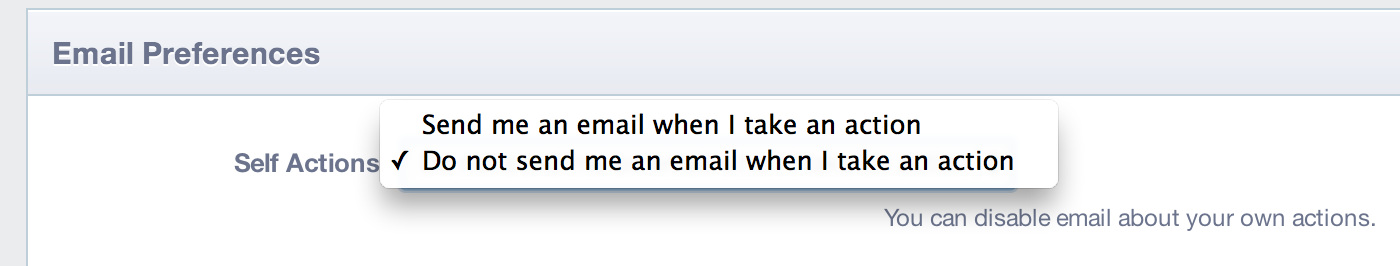 Email Preferences
Send me an email when I take an action
Self Actions ✓ Do not send me an email when I take an action
You can disable email about your own actions.